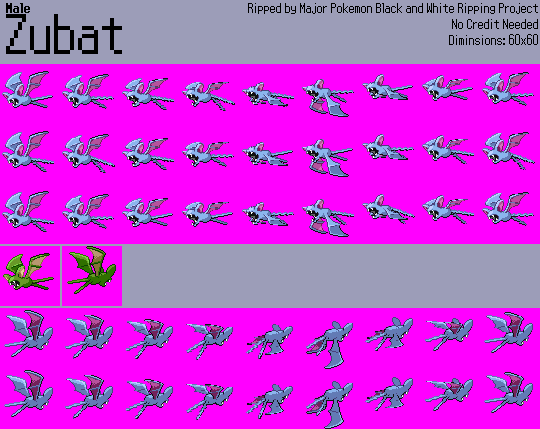 Male
Zubat
Ripped by Major Pokemon Black and White Ripping Project
No Credit Needed
Diminsions: 60x60